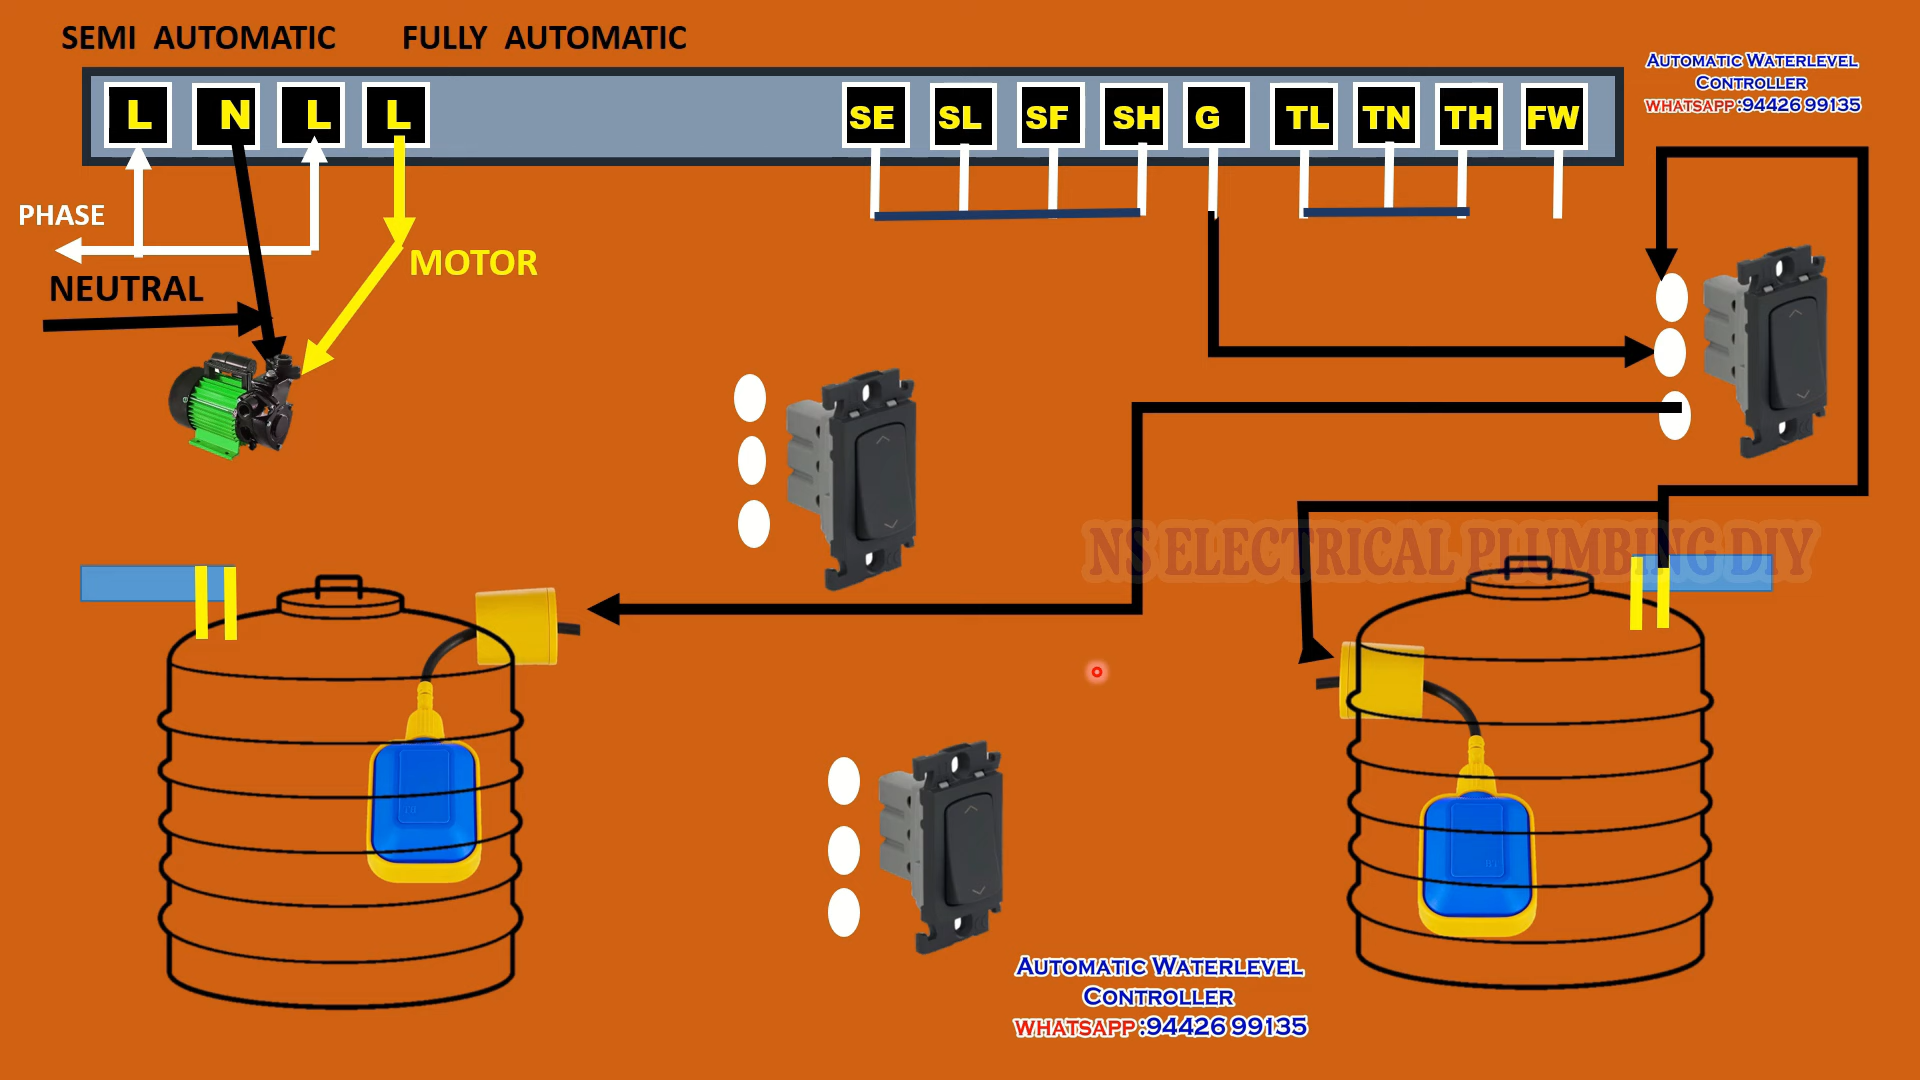 SEMI AUTOMATIC FULLY AUTOMATIC
Automatic Waterlevel
Controller
WHATSAPP :94426 99135
L N L L SE SL SF SH G TL TN TH FW
PHASE
MOTOR
NEUTRAL
NS ELECTRICAL PLUMBING DIY
Automatic Waterlevel
Controller
WHATSAPP :94426 99135